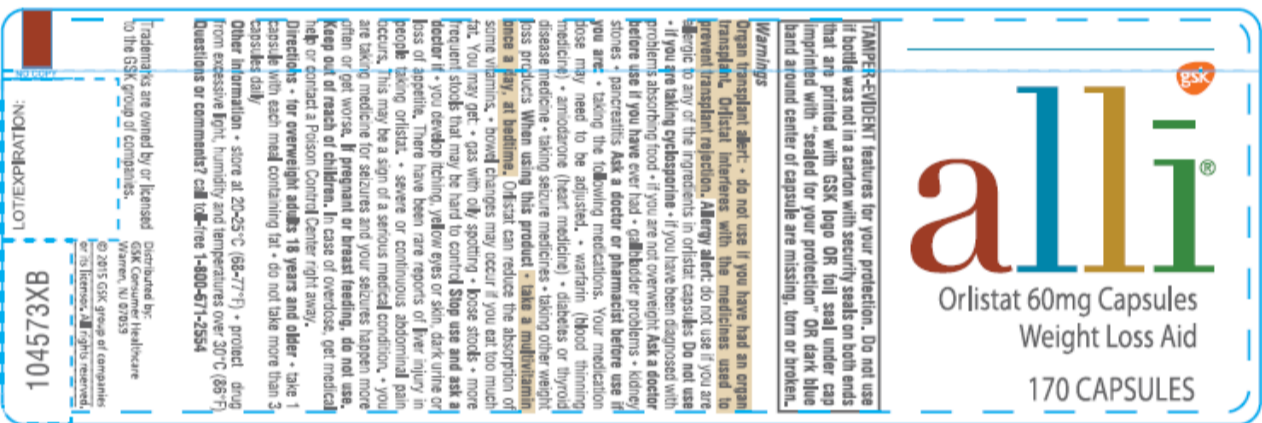 gsk
alli®
Orlistat 60mg Capsules
Weight Loss Aid
170 CAPSULES
TAMPER-EVIDENT features for your protection. Do not use
if bottle was not in a carton with security seals on both ends
that are printed with GSK logo OR foil seal under cap
imprinted with "sealed for your protection" OR dark blue
band around center of capsule are missing, torn or broken.
Warnings
Organ transplant alert: • do not use if you have had an organ
transplant. Orlistat interferes with the medicines used to
prevent transplant rejection. Allergy alert: do not use if you are
allergic to any of the ingredients in orlistat capsules Do not use
• if you are taking cyclosporine • if you have been diagnosed with
problems absorbing food • if you are not overweight Ask a doctor
before use if you have ever had • gallbladder problems • kidney
stones • pancreatitis Ask a doctor or pharmacist before use if
you are: • taking the following medications. Your medication
dose may need to be adjusted. • warfarin (blood thinning
medicine) • amiodarone (heart medicine) • diabetes or thyroid
disease medicine • taking seizure medicines • taking other weight
loss products When using this product • take a multivitamin
once a day, at bedtime. Orlistat can reduce the absorption of
some vitamins. • bowel changes may occur if you eat too much
fat. You may get: • gas with oily spotting • loose stools • more
frequent stools that may be hard to control Stop use and ask a
doctor if • you develop itching, yellow eyes or skin, dark urine or
loss of appetite. There have been rare reports of liver injury in
people taking orlistat. • severe or continuous abdominal pain
occurs. This may be a sign of a serious medical condition. • you
are taking medicine for seizures and your seizures happen more
often or get worse. If pregnant or breast feeding, do not use.
Keep out of reach of children. In case of overdose, get medical
help or contact a Poison Control Center right away.
Directions • for overweight adults 18 years and older • take 1
capsule with each meal containing fat • do not take more than 3
capsules daily
Other information • store at 20-25°C (68-77°F) • protect drug
from excessive light, humidity and temperatures over 30°C (86°F)
Questions or comments? call toll-free 1-800-671-2554
Trademarks are owned by or licensed
to the GSK group of companies.
Distributed by:
GSK Consumer Healthcare
Warren, NJ 07059
© 2015 GSK group of companies
or its licensor. All rights reserved.
NO COPY
LOT/EXPIRATION:
104573XB